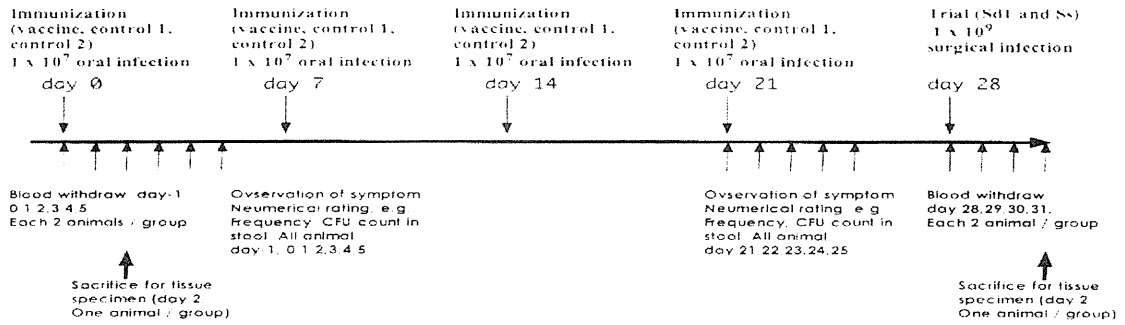 Immunization
(vaccine, control 1,
control 2)
1 x 10⁷ oral infection
day 0
Immunization
(vaccine, control 1,
control 2)
1 x 10⁷ oral infection
day 7
Immunization
(vaccine, control 1,
control 2)
1 x 10⁷ oral infection
day 14
Immunization
(vaccine, control 1,
control 2)
1 x 10⁷ oral infection
day 21
Trial (Sd1 and Ss)
1 x 10⁹
surgical infection
day 28
Blood withdraw day-1
0 1 2,3 4,5
Each 2 animals / group
Ovservation of symptom
Neumerical rating, e.g.
Frequency, CFU count in
stool All animal
day-1, 0 1 2,3,4 5
Ovservation of symptom
Neumerical rating e g
Frequency, CFU count in
stool All animal
day 21 22,23,24,25
Blood withdraw
day 28,29,30,31,
Each 2 animal / group
Sacrifice for tissue
specimen (day 2
One animal / group)
Sacrifice for tissue
specimen (day 2
One animal / group)